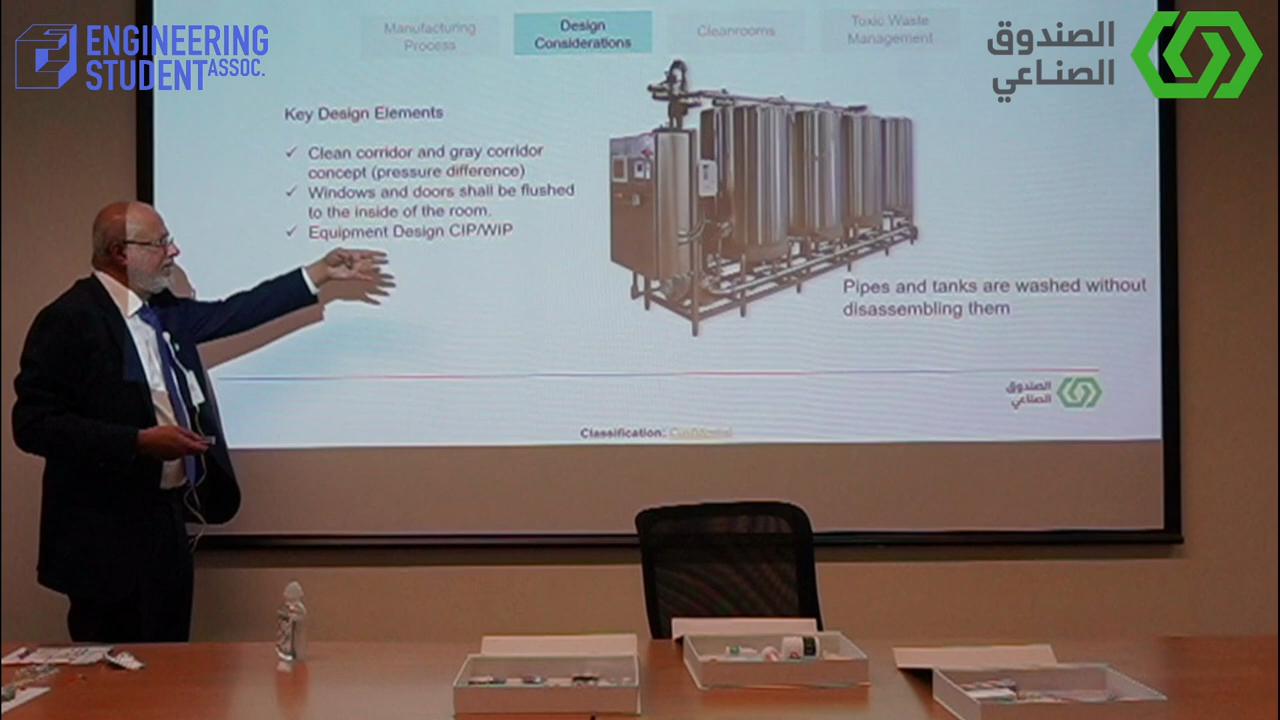 ENGINEERING
STUDENT ASSOC.
Manufacturing
Process
Design
Considerations
Cleanrooms
Toxic Waste
Management
الصندوق
الصناعي
Key Design Elements
✓ Clean corridor and gray corridor
concept (pressure difference)
✓ Windows and doors shall be flushed
to the inside of the room.
✓ Equipment Design CIP/WIP
Pipes and tanks are washed without
disassembling them
الصندوق
الصناعي
Classification: Confidential